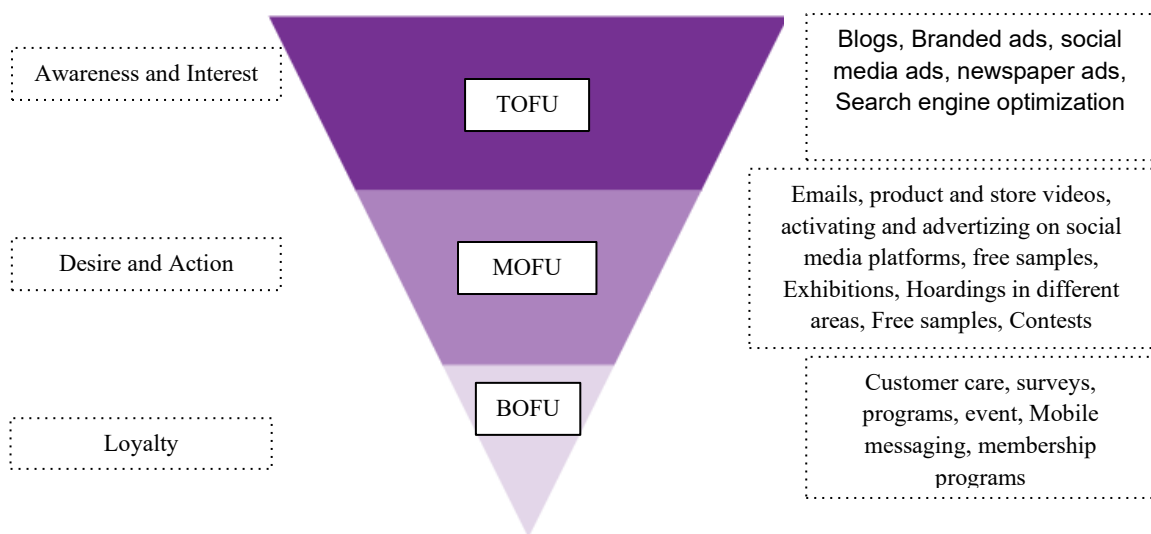 Awareness and Interest
TOFU
Blogs, Branded ads, social
media ads, newspaper ads,
Search engine optimization
Desire and Action
MOFU
Emails, product and store videos,
activating and advertizing on social
media platforms, free samples,
Exhibitions, Hoardings in different
areas, Free samples, Contests
Loyalty
BOFU
Customer care, surveys,
programs, event, Mobile
messaging, membership
programs